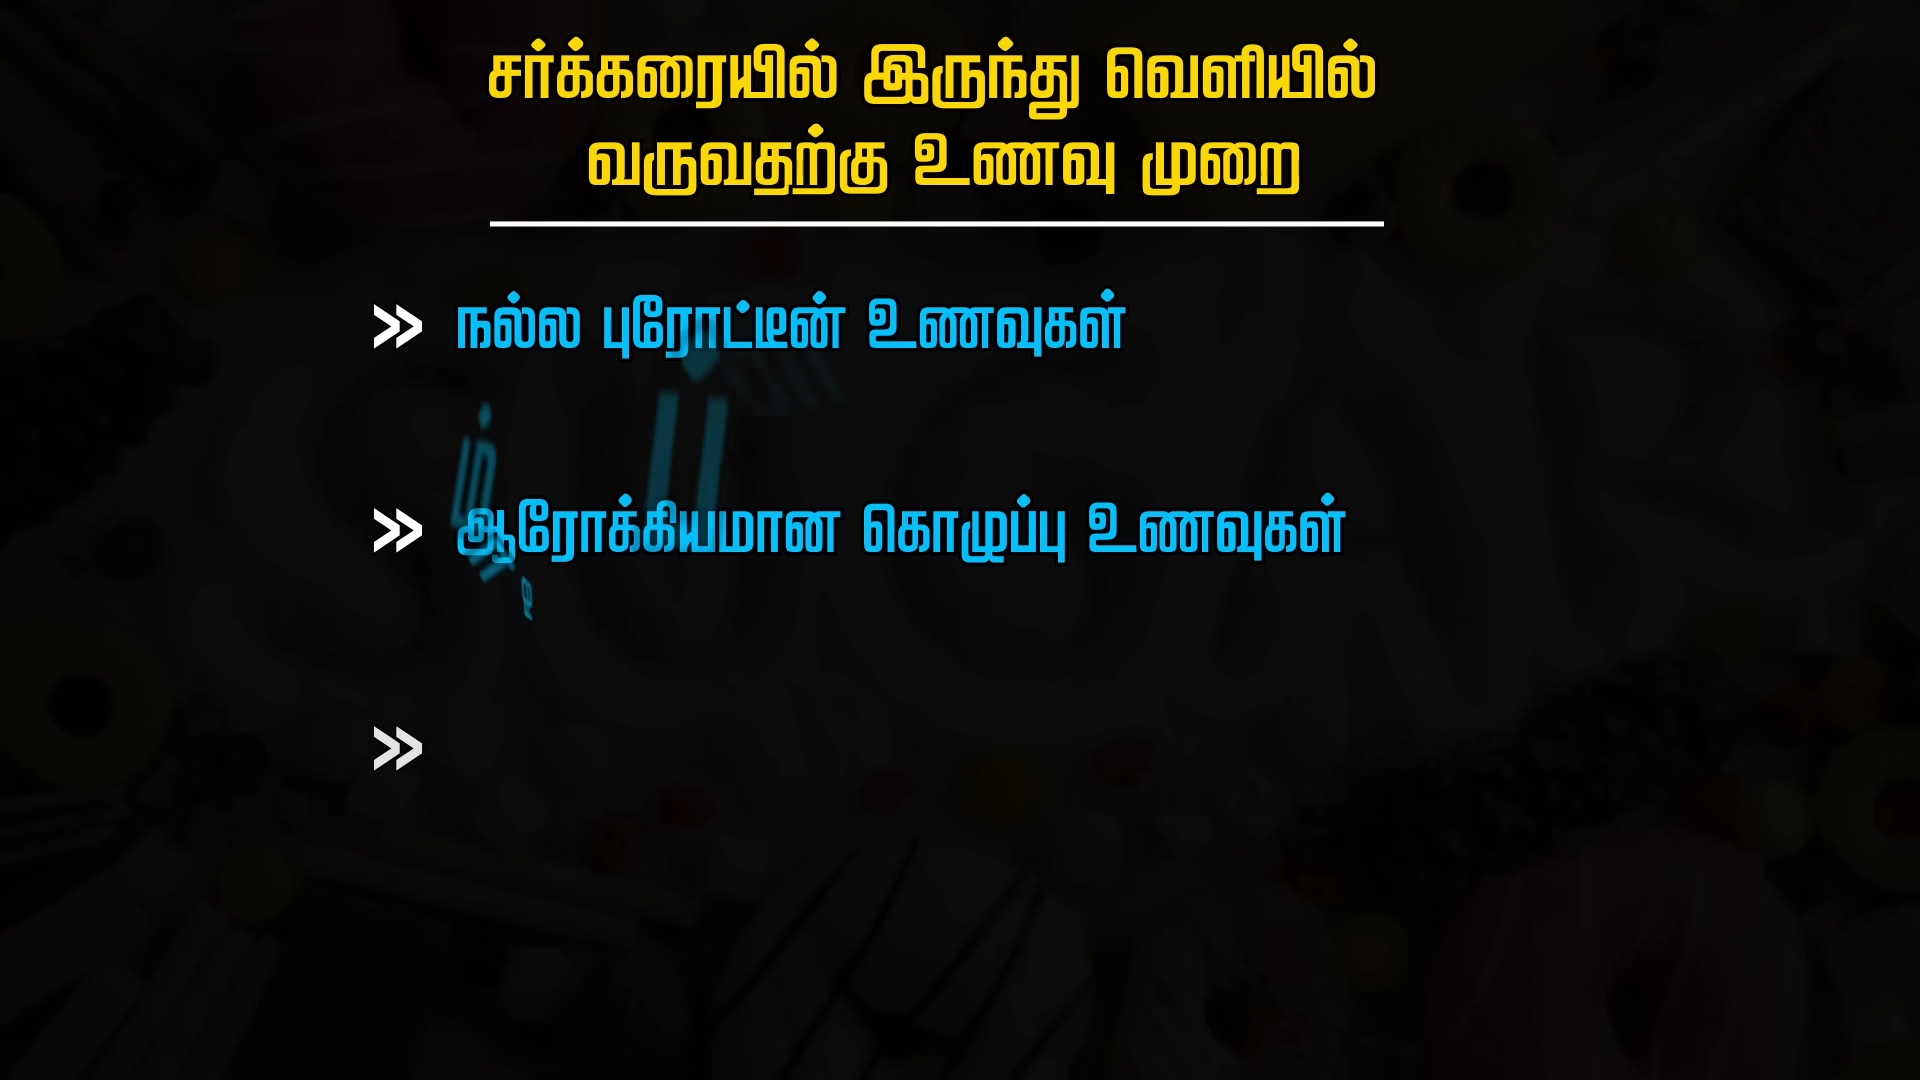 சர்க்கரையில் இருந்து வெளியில்
வருவதற்கு உணவு முறை
» நல்ல புரோட்டீன் உணவுகள்
» ஆரோக்கியமான கொழுப்பு உணவுகள்
»